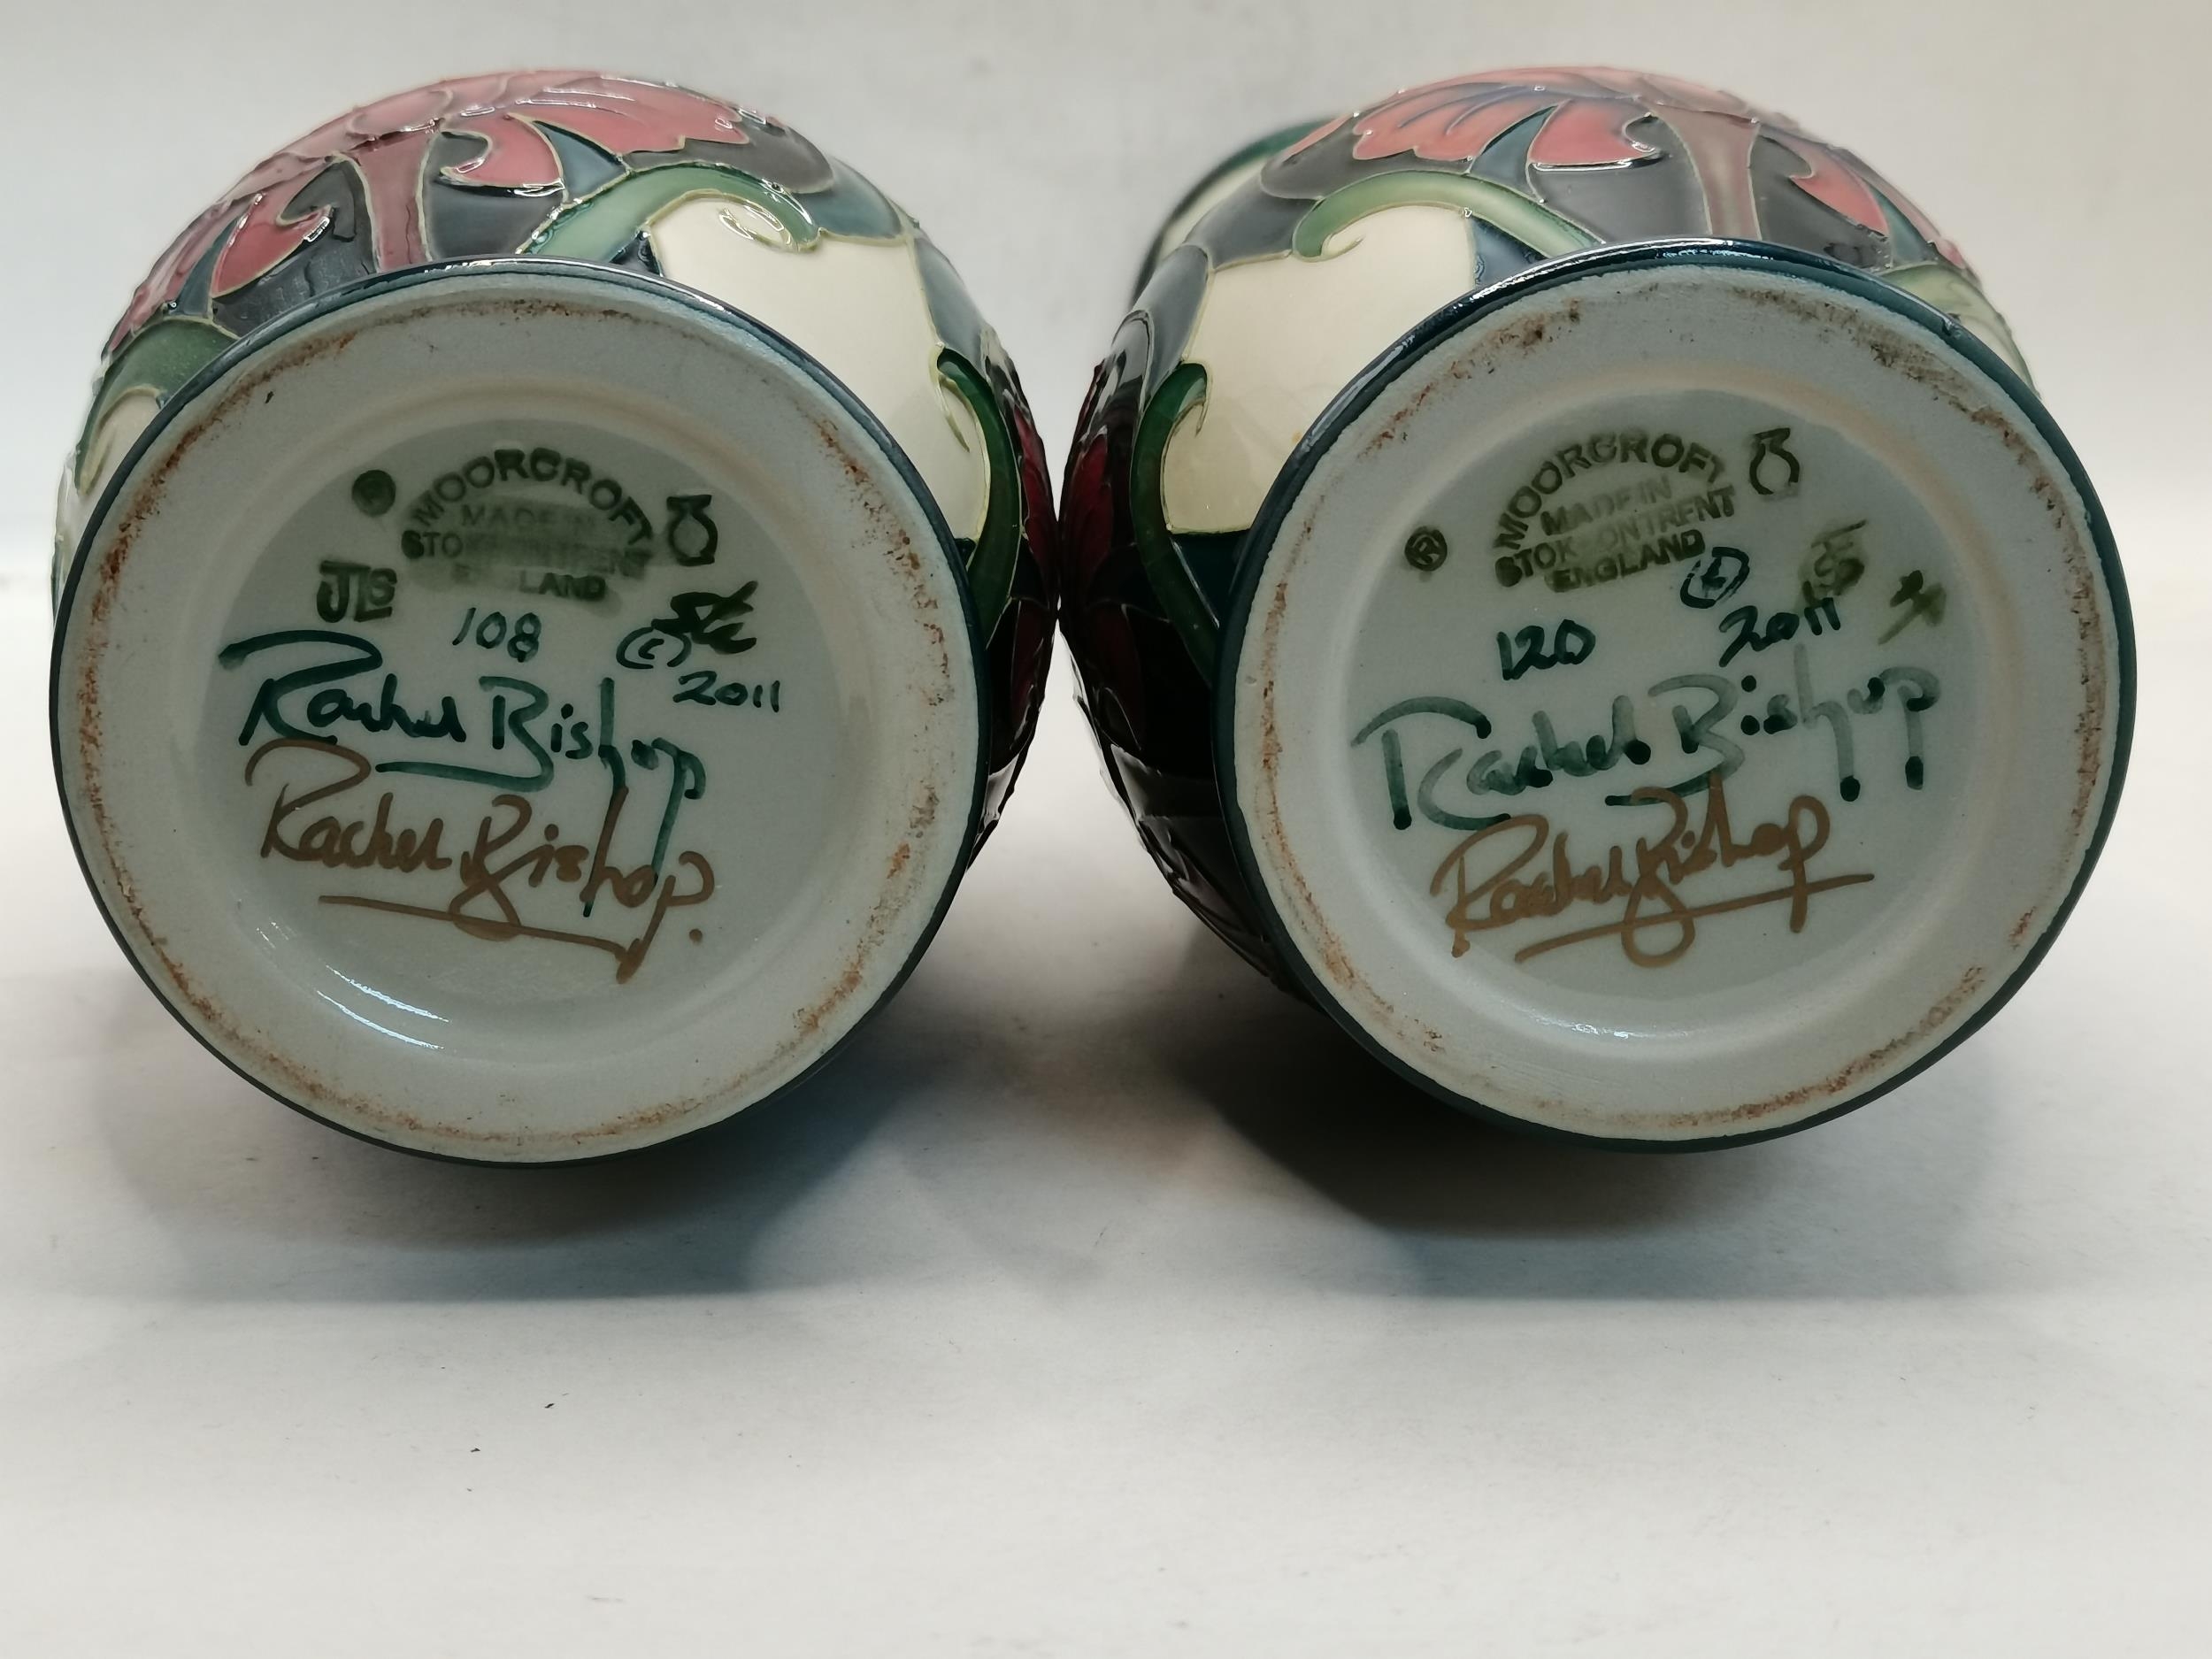 ® MOORCROFT
MADE IN
STOKE ON TRENT
ENGLAND
JLS
108
(c)
2011
Rachel Bishop
Rachel Bishop.
® MOORCROFT
MADE IN
STOKE ON TRENT
ENGLAND
(c)
120 2011
Rachel Bishop
Rachel Bishop